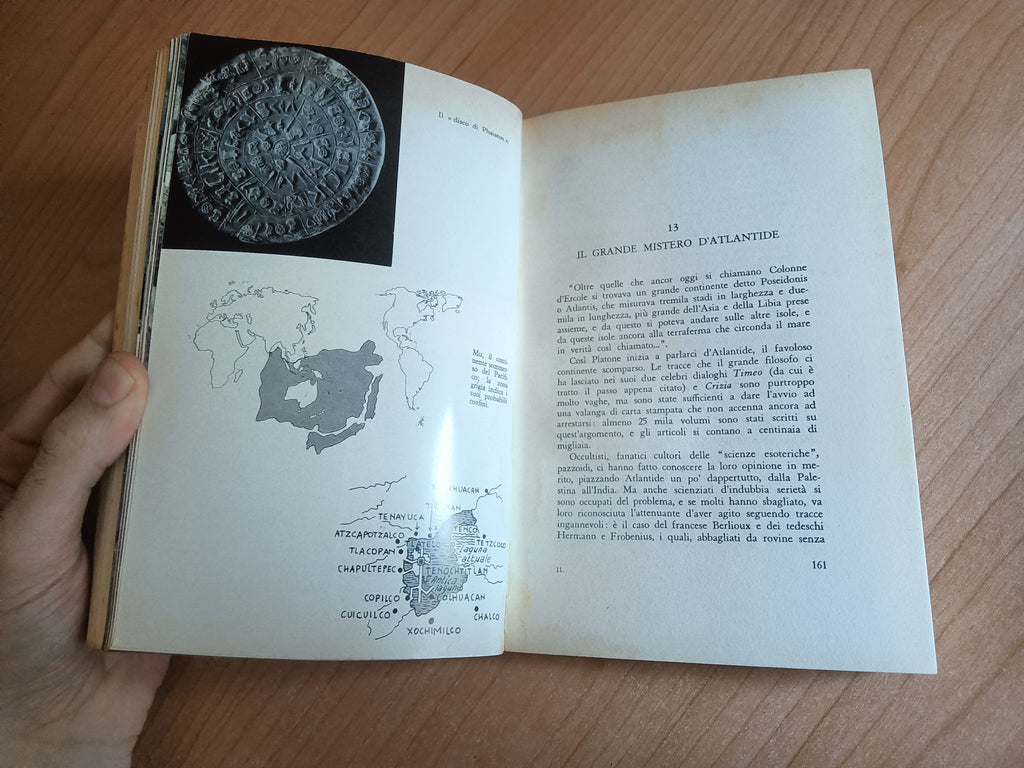 Il « disco di Phaistos ».
Mu, il conti-
nente sommer-
so del Pacifi-
co; la zona
grigia indica i
suoi probabili
confini.
TENAYUCA
ATZCAPOTZALCO
TLACOPAN
TETZCOCO
laguna
attuale
CHAPULTEPEC
TENOCHTITLAN
Antica
laguna
COPILCO
COLHUACAN
CUICUILCO
CHALCO
XOCHIMILCO
13
IL GRANDE MISTERO D'ATLANTIDE
"Oltre quelle che ancor oggi si chiamano Colonne
d'Ercole si trovava un grande continente detto Poseidonis
o Atlantis, che misurava tremila stadi in larghezza e due-
mila in lunghezza, più grande dell'Asia e della Libia prese
assieme, e da questo si poteva andare sulle altre isole, e
da queste isole ancora alla terraferma che circonda il mare
in verità così chiamato...".
Così Platone inizia a parlarci d'Atlantide, il favoloso
continente scomparso. Le tracce che il grande filosofo ci
ha lasciato nei suoi due celebri dialoghi Timeo (da cui è
tratto il passo appena citato) e Crizia sono purtroppo
molto vaghe, ma sono state sufficienti a dare l'avvio ad
una valanga di carta stampata che non accenna ancora ad
arrestarsi: almeno 25 mila volumi sono stati scritti su
quest'argomento, e gli articoli si contano a centinaia di
migliaia.
Occultisti, fanatici cultori delle "scienze esoteriche",
pazzoidi, ci hanno fatto conoscere la loro opinione in me-
rito, piazzando Atlantide un po' dappertutto, dalla Pale-
stina all'India. Ma anche scienziati d'indubbia serietà si
sono occupati del problema, e se molti hanno sbagliato, va
loro riconosciuta l'attenuante d'aver agito seguendo tracce
ingannevoli: è il caso del francese Berlioux e dei tedeschi
Hermann e Frobenius, i quali, abbagliati da rovine senza
11.
161